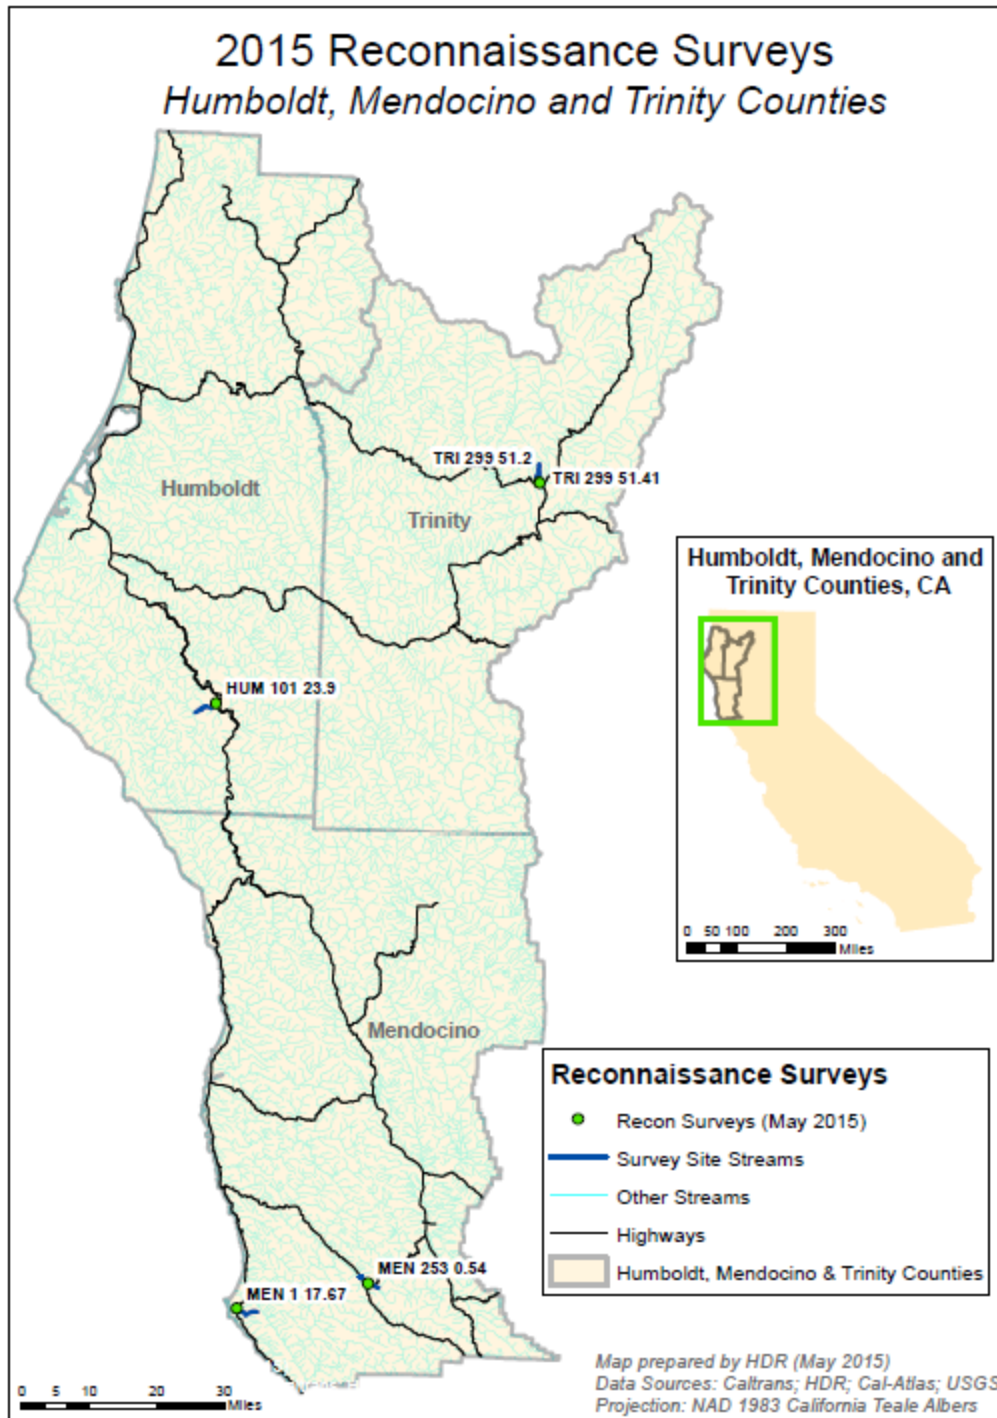 2015 Reconnaissance Surveys
Humboldt, Mendocino and Trinity Counties
TRI 299 51.2
TRI 299 51.41
Humboldt
Trinity
HUM 101 23.9
Mendocino
MEN 253 0.54
MEN 1 17.67
0 5 10 20 30
Miles
Humboldt, Mendocino and
Trinity Counties, CA
0 50 100 200 300
Miles
Reconnaissance Surveys
Recon Surveys (May 2015)
Survey Site Streams
Other Streams
Highways
Humboldt, Mendocino & Trinity Counties
Map prepared by HDR (May 2015)
Data Sources: Caltrans; HDR; Cal-Atlas; USGS
Projection: NAD 1983 California Teale Albers